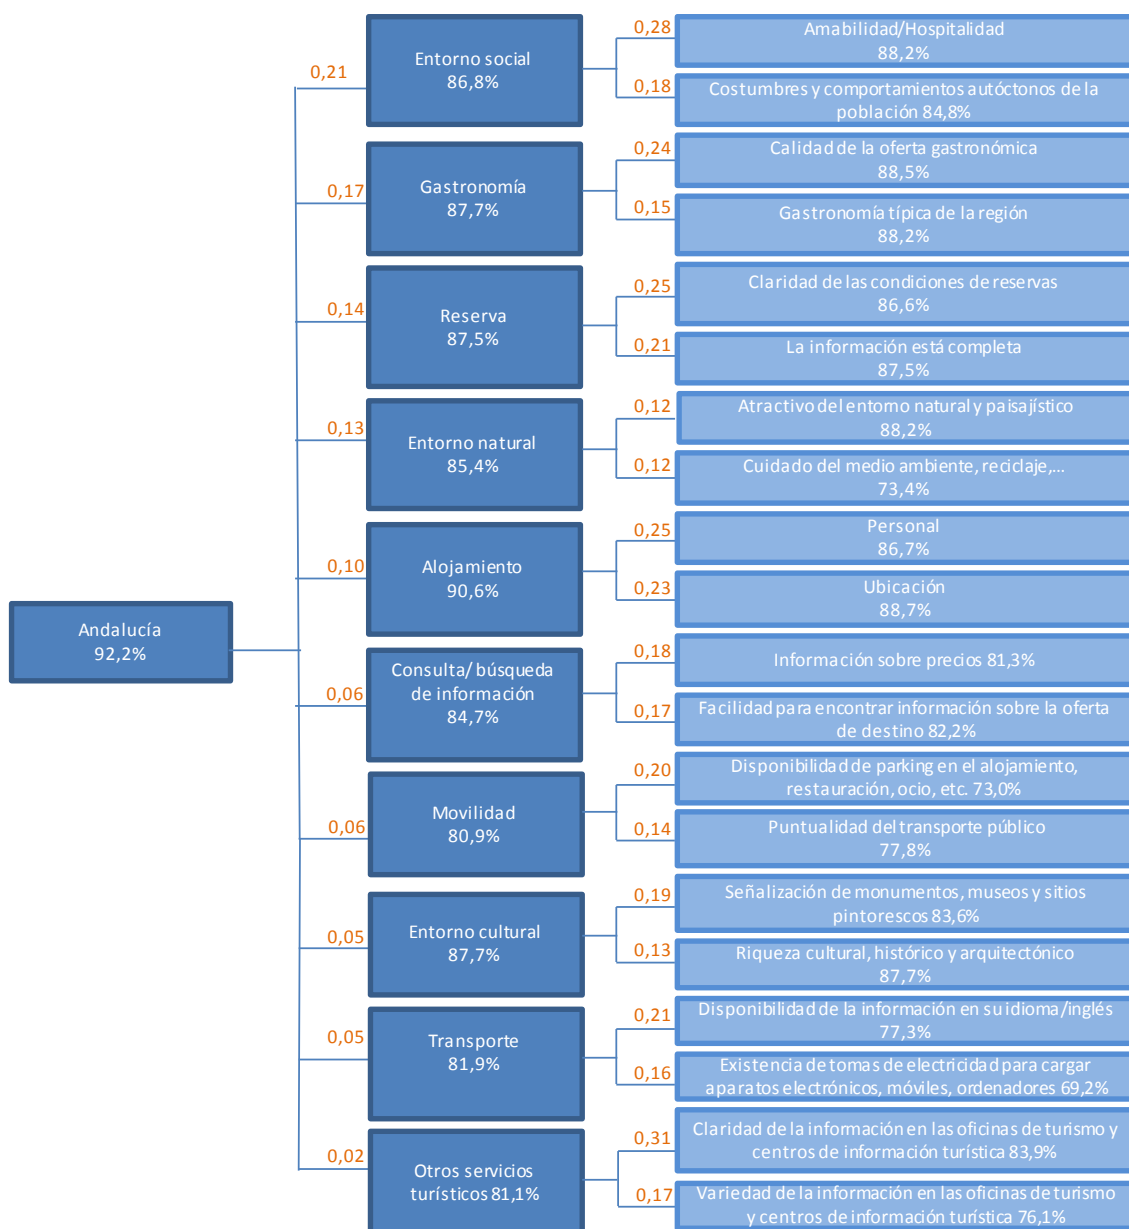 0,28
Amabilidad/Hospitalidad
88,2%
0,21
Entorno social
86,8%
0,18
Costumbres y comportamientos autóctonos de la
población 84,8%
0,24
Calidad de la oferta gastronómica
88,5%
0,17
Gastronomía
87,7%
0,15
Gastronomía típica de la región
88,2%
0,25
Claridad de las condiciones de reservas
86,6%
0,14
Reserva
87,5%
0,21
La información está completa
87,5%
0,12
Atractivo del entorno natural y paisajístico
88,2%
0,13
Entorno natural
85,4%
0,12
Cuidado del medio ambiente, reciclaje,...
73,4%
0,25
Personal
86,7%
0,10
Alojamiento
90,6%
0,23
Ubicación
88,7%
Andalucía
92,2%
0,18
Información sobre precios 81,3%
0,06
Consulta/ búsqueda
de información
84,7%
0,17
Facilidad para encontrar información sobre la oferta
de destino 82,2%
0,20
Disponibilidad de parking en el alojamiento,
restauración, ocio, etc. 73,0%
0,06
Movilidad
80,9%
0,14
Puntualidad del transporte público
77,8%
0,19
Señalización de monumentos, museos y sitios
pintorescos 83,6%
0,05
Entorno cultural
87,7%
0,13
Riqueza cultural, histórico y arquitectónico
87,7%
0,21
Disponibilidad de la información en su idioma/inglés
77,3%
0,05
Transporte
81,9%
0,16
Existencia de tomas de electricidad para cargar
aparatos electrónicos, móviles, ordenadores 69,2%
0,31
Claridad de la información en las oficinas de turismo y
centros de información turística 83,9%
0,02
Otros servicios
turísticos 81,1%
0,17
Variedad de la información en las oficinas de turismo
y centros de información turística 76,1%